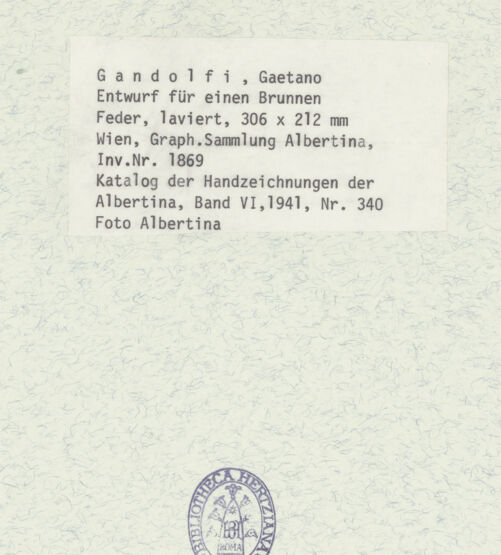 G a n d o l f i , Gaetano
Entwurf für einen Brunnen
Feder, laviert, 306 x 212 mm
Wien, Graph.Sammlung Albertina,
Inv.Nr. 1869
Katalog der Handzeichnungen der
Albertina, Band VI,1941, Nr. 340
Foto Albertina
BIBLIOTHECA HERTZIANA
ROMA